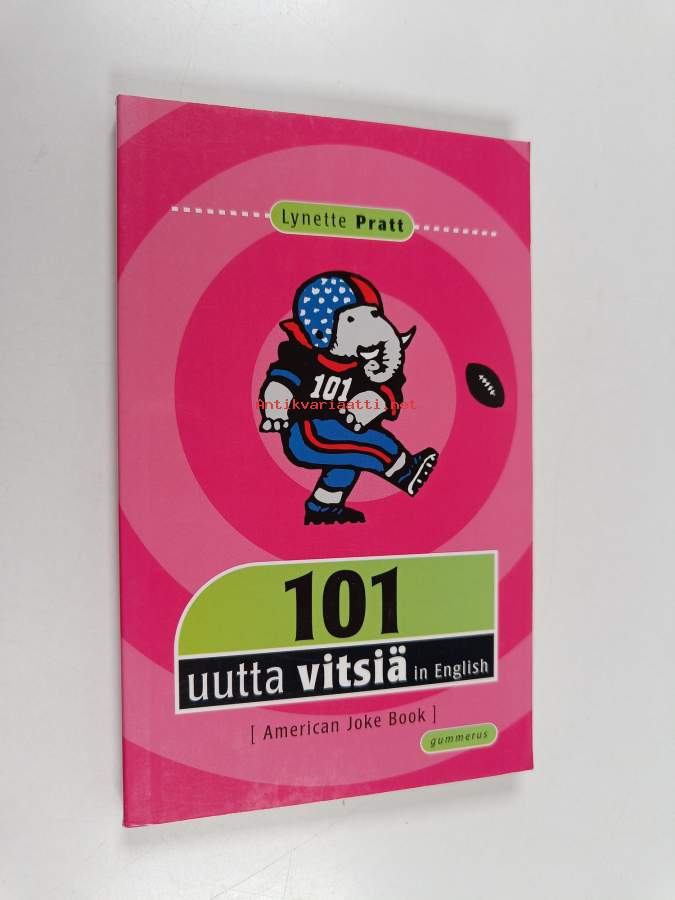 Lynette Pratt
101
Antikvariaatti.net
101
uutta vitsiä in English
[ American Joke Book ]
gummerus